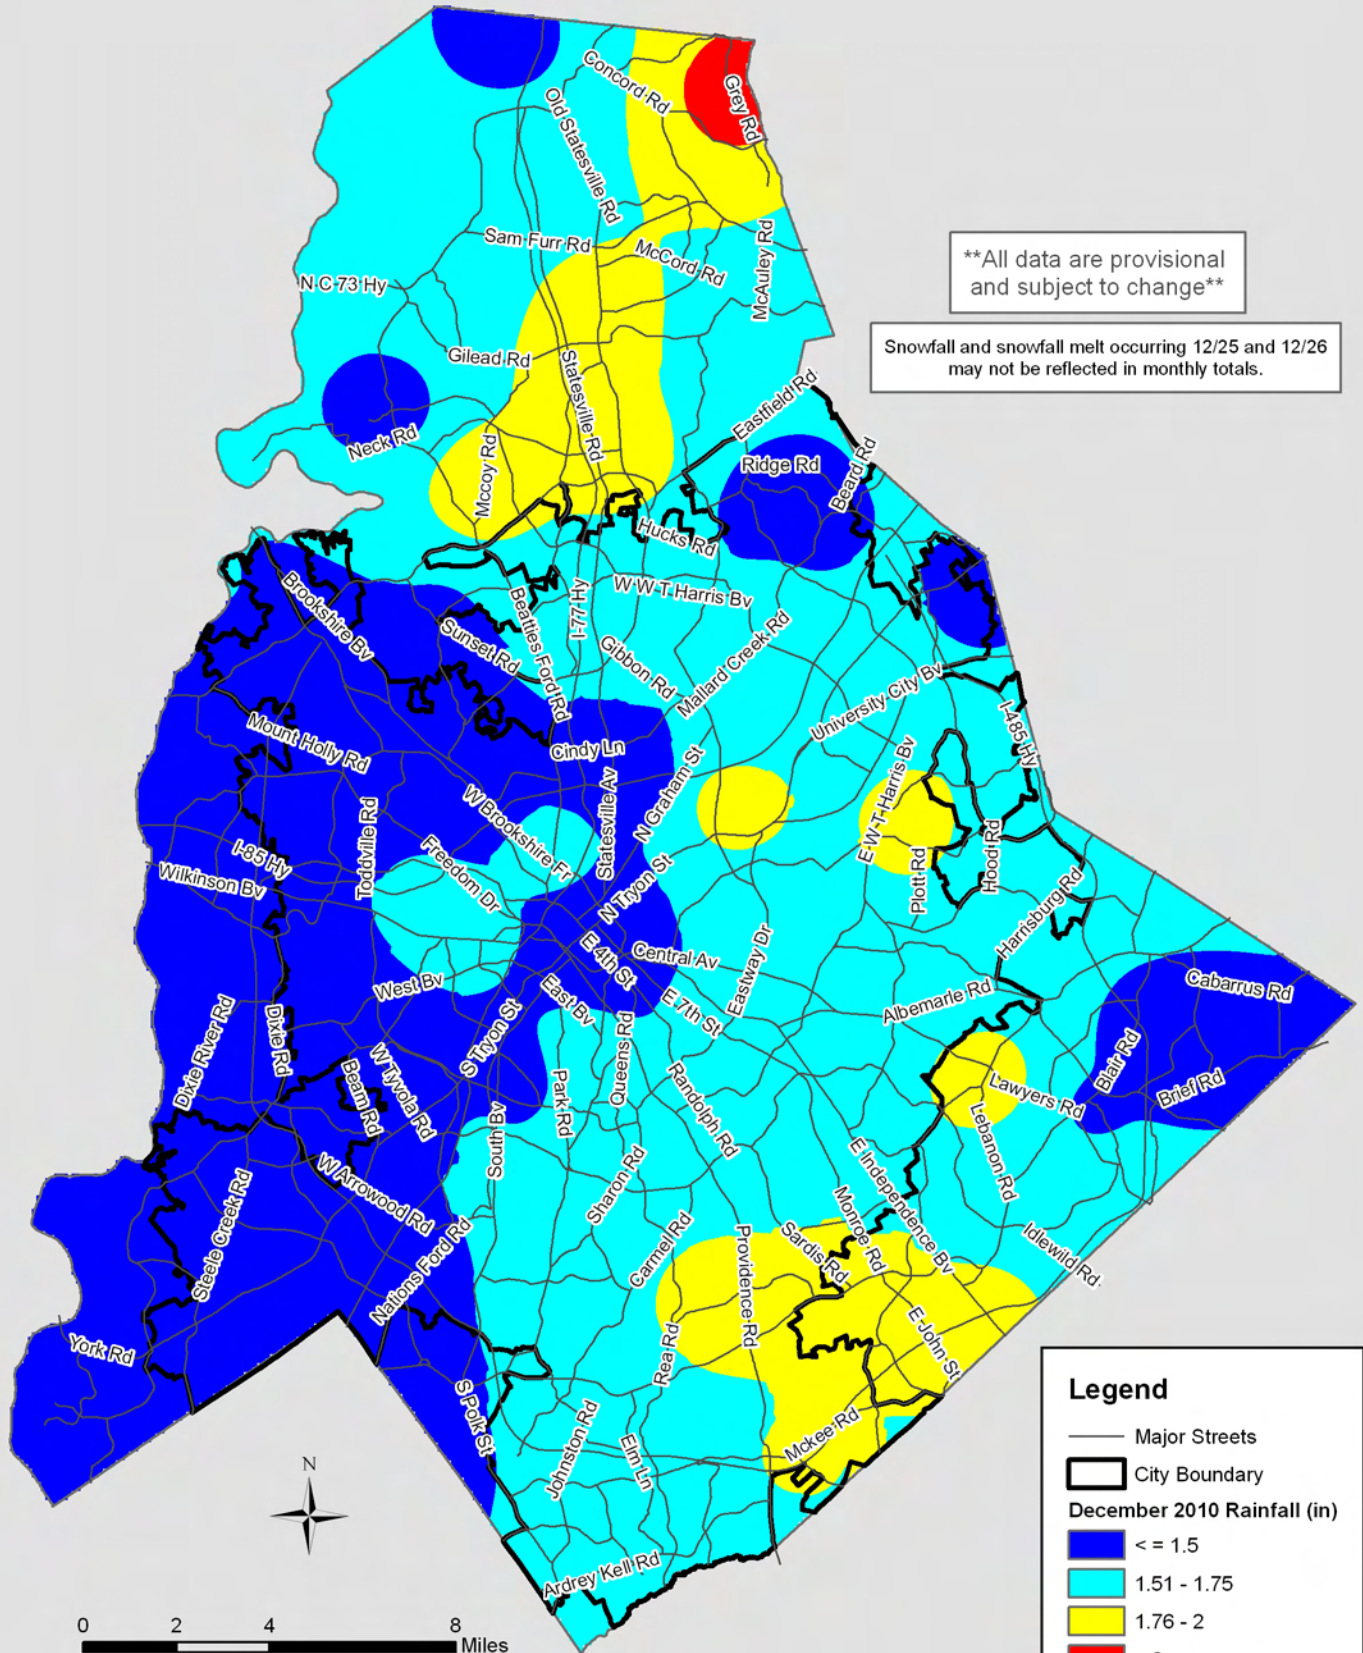 Concord Rd
Grey Rd
Old Statesville Rd
Sam Furr Rd
McCord Rd
McAuley Rd
N C 73 Hy
**All data are provisional
and subject to change**
Snowfall and snowfall melt occurring 12/25 and 12/26
may not be reflected in monthly totals.
Gilead Rd
Statesville Rd
Eastfield Rd
Neck Rd
Mccoy Rd
Ridge Rd
Beard Rd
Hucks Rd
Brookshire Bv
Beatties Ford Rd
I-77 Hy
W W T Harris Bv
Sunset Rd
Gibbon Rd
Mallard Creek Rd
University City Bv
I-485 Hy
Mount Holly Rd
Cindy Ln
N Graham St
Statesville Av
E W T Harris Bv
W Brookshire Fr
Toddville Rd
Freedom Dr
I-85 Hy
Wilkinson Bv
Plott Rd
Hood Rd
Harrisburg Rd
N Tryon St
Central Av
E 4th St
Eastway Dr
Cabarrus Rd
West Bv
East Bv
E 7th St
Albemarle Rd
Dixie River Rd
Dixie Rd
S Tryon St
Queens Rd
Blair Rd
Brief Rd
Beam Rd
W Tyvola Rd
Park Rd
Randolph Rd
Lawyers Rd
Lebanon Rd
South Bv
W Arrowood Rd
Sharon Rd
E Independence Bv
Monroe Rd
Steele Creek Rd
Nations Ford Rd
Carmel Rd
Providence Rd
Sardis Rd
Idlewild Rd
York Rd
Rea Rd
E John St
S Polk St
Johnston Rd
Elm Ln
Mckee Rd
Ardrey Kell Rd
N
0 2 4 8
Miles
Legend
Major Streets
City Boundary
December 2010 Rainfall (in)
< = 1.5
1.51 - 1.75
1.76 - 2